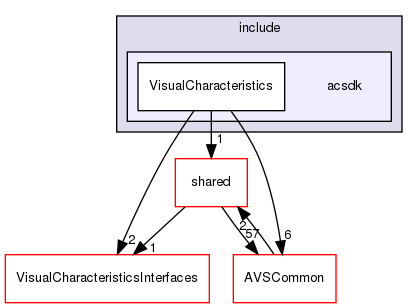 include
VisualCharacteristics
acsdk
1
shared
2
1
2
57
6
VisualCharacteristicsInterfaces
AVSCommon